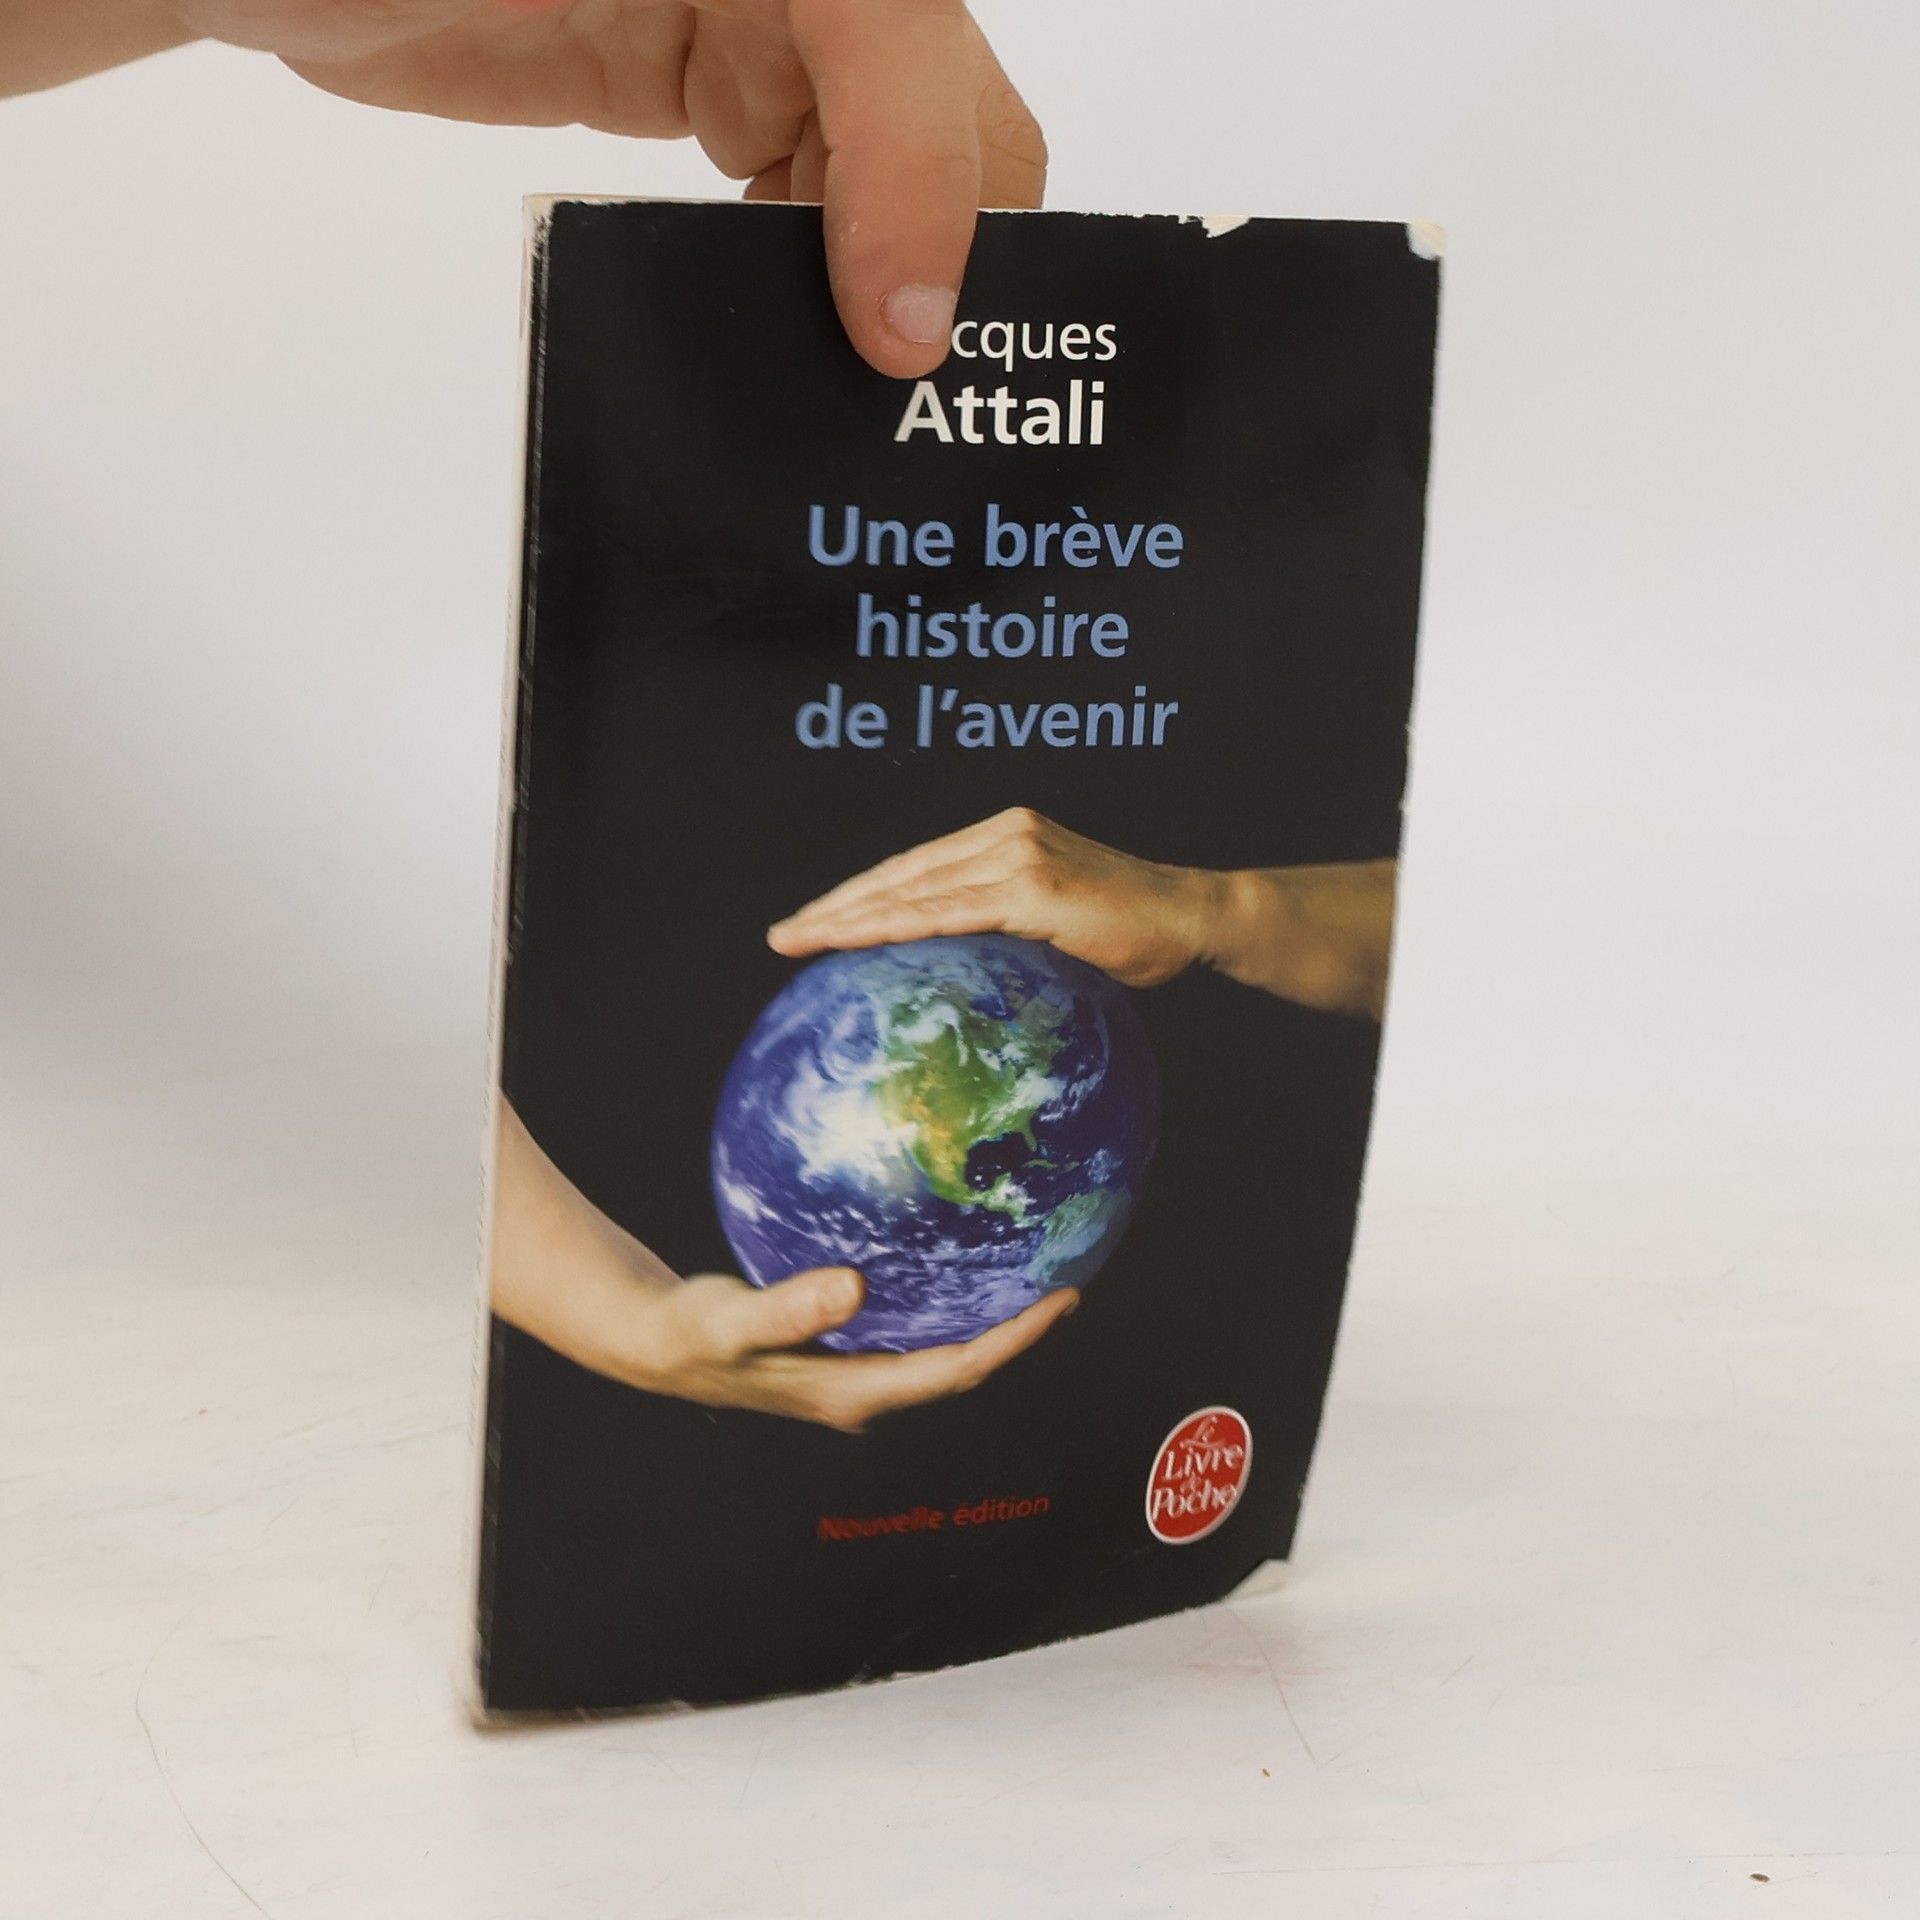 cques
Attali
Une brève
histoire
de l'avenir
Le
Livre
de
Poche
Nouvelle édition